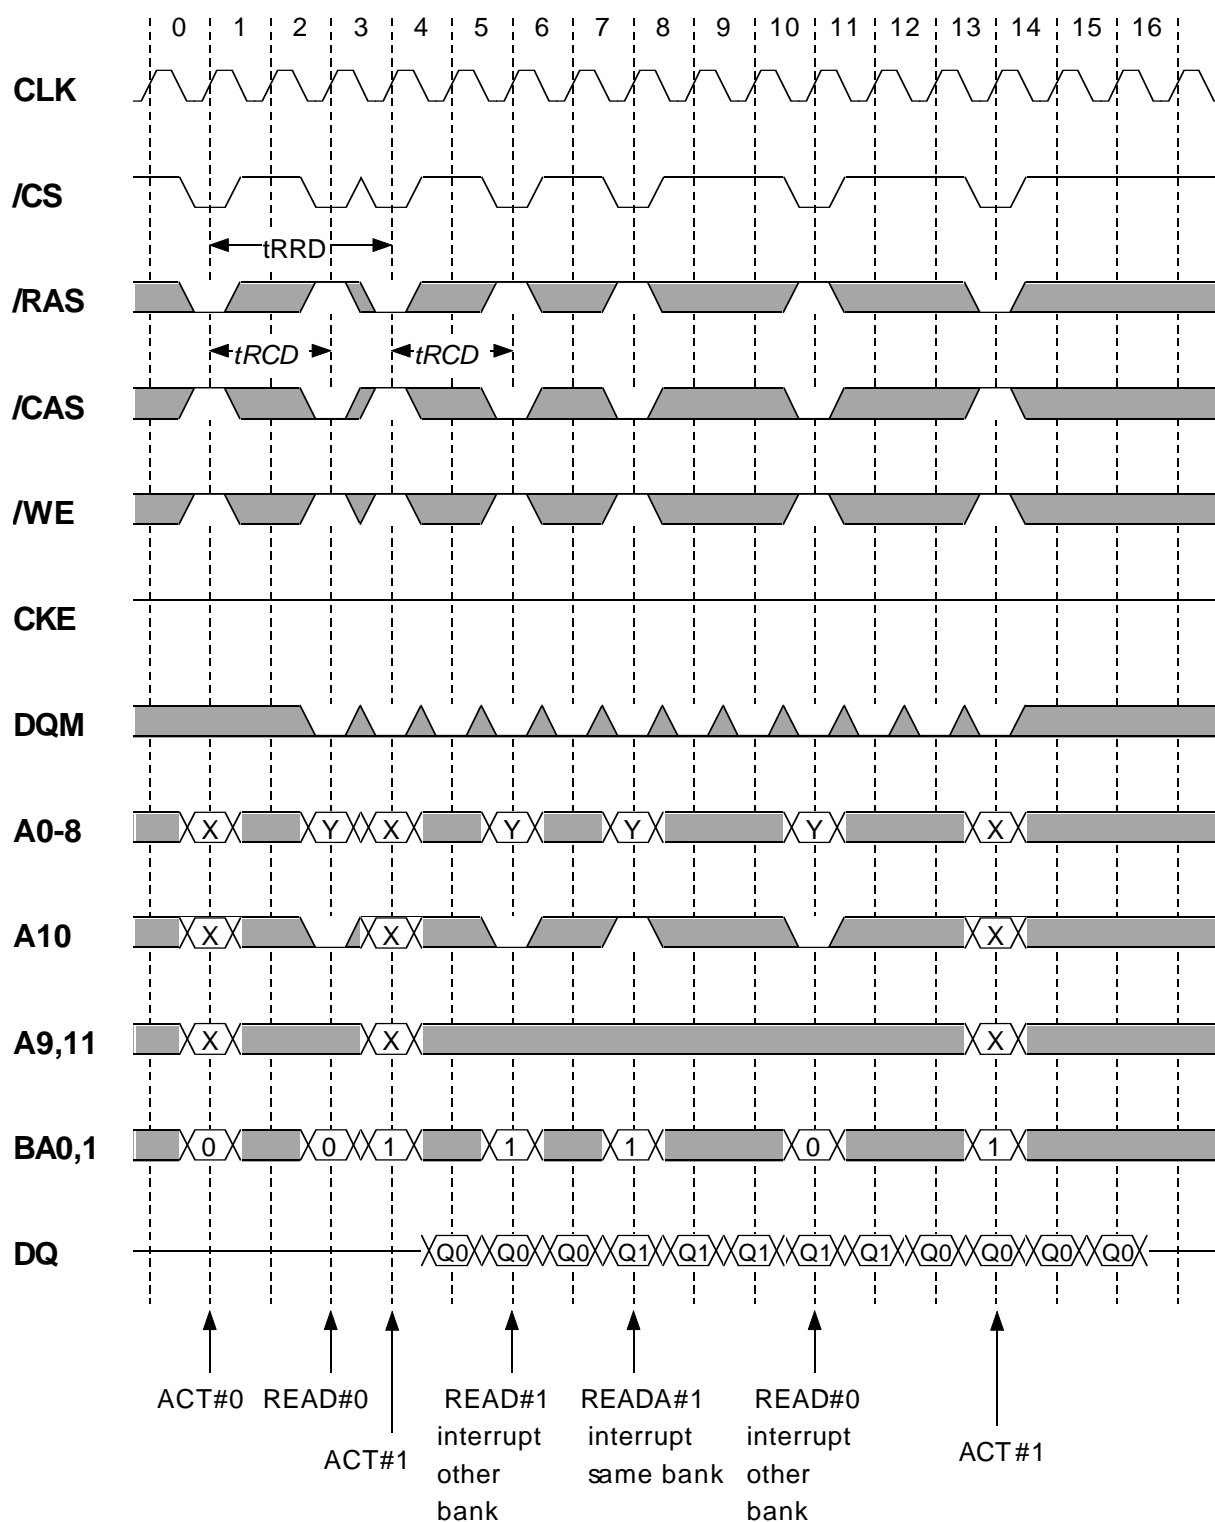 0 1 2 3 4 5 6 7 8 9 10 11 12 13 14 15 16
CLK
/CS
tRRD
/RAS
tRCD tRCD
/CAS
/WE
CKE
DQM
A0-8 X Y X Y Y Y X
A10 X X X
A9,11 X X X
BA0,1 0 0 1 1 1 0 1
DQ Q0 Q0 Q0 Q1 Q1 Q1 Q1 Q1 Q0 Q0 Q0 Q0
ACT#0 READ#0 READ#1 READA#1 READ#0
interrupt interrupt interrupt
ACT#1 ACT#1
other same bank other
bank bank